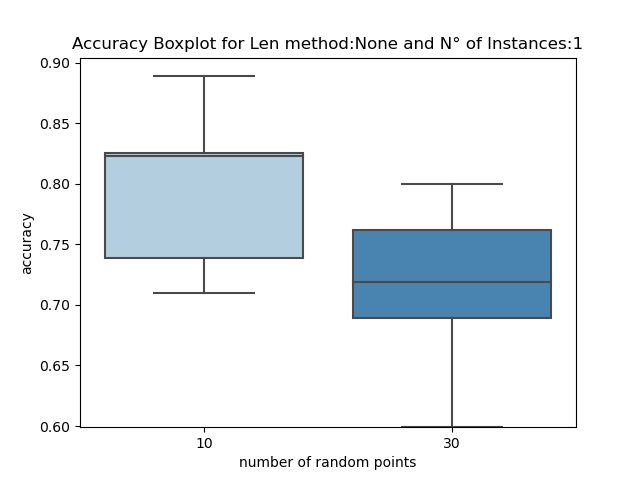 Accuracy Boxplot for Len method:None and N° of Instances:1
0.90
0.85
0.80
0.75
0.70
0.65
0.60
accuracy
10 30
number of random points